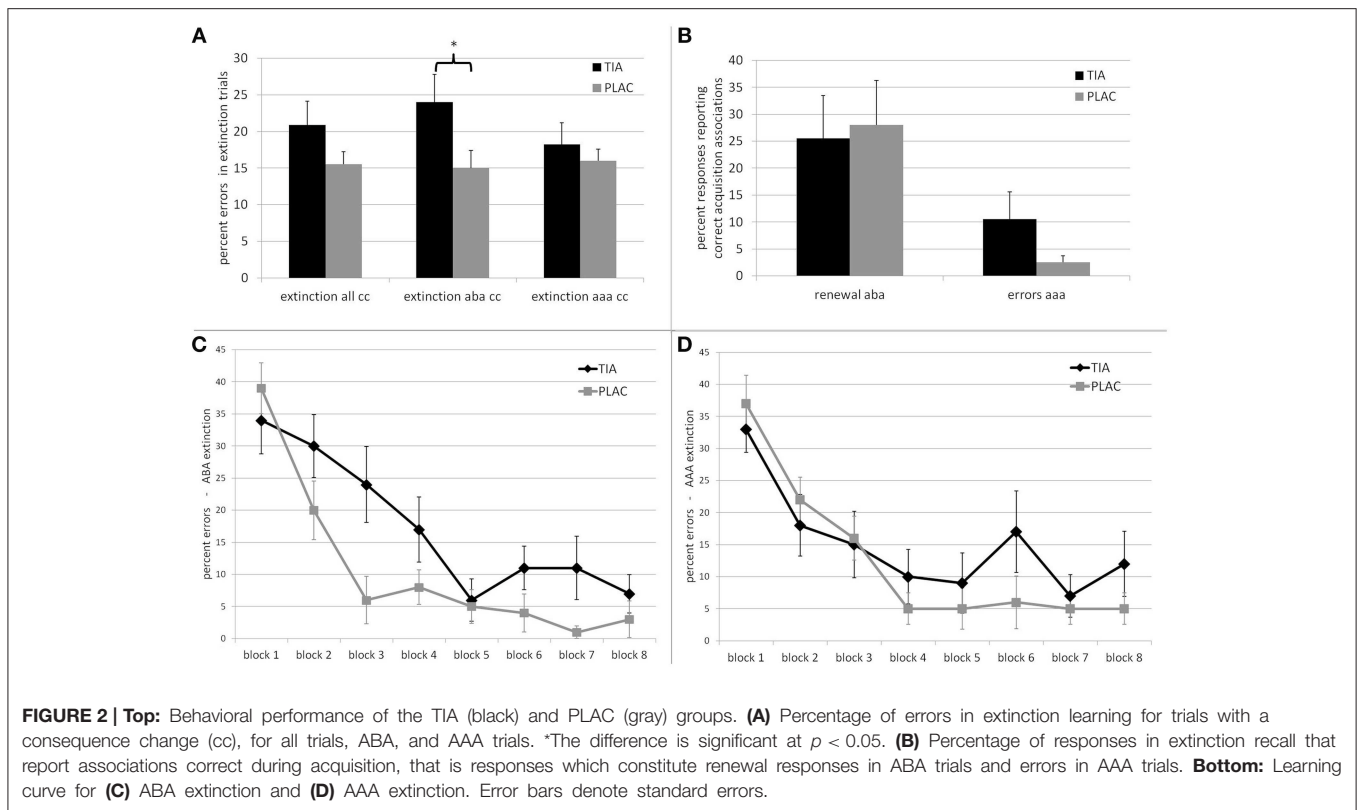 A
*
percent errors in extinction trials
30
25
20
15
10
5
0
TIA
PLAC
extinction all cc
extinction aba cc
extinction aaa cc
B
percent responses reporting
correct acquisition associations
40
35
30
25
20
15
10
5
0
TIA
PLAC
renewal aba
errors aaa
C
percent errors - ABA extinction
45
40
35
30
25
20
15
10
5
0
TIA
PLAC
block 1
block 2
block 3
block 4
block 5
block 6
block 7
block 8
D
percent errors - AAA extinction
45
40
35
30
25
20
15
10
5
0
TIA
PLAC
block 1
block 2
block 3
block 4
block 5
block 6
block 7
block 8
FIGURE 2 | Top: Behavioral performance of the TIA (black) and PLAC (gray) groups. (A) Percentage of errors in extinction learning for trials with a
consequence change (cc), for all trials, ABA, and AAA trials. *The difference is significant at p < 0.05. (B) Percentage of responses in extinction recall that
report associations correct during acquisition, that is responses which constitute renewal responses in ABA trials and errors in AAA trials. Bottom: Learning
curve for (C) ABA extinction and (D) AAA extinction. Error bars denote standard errors.